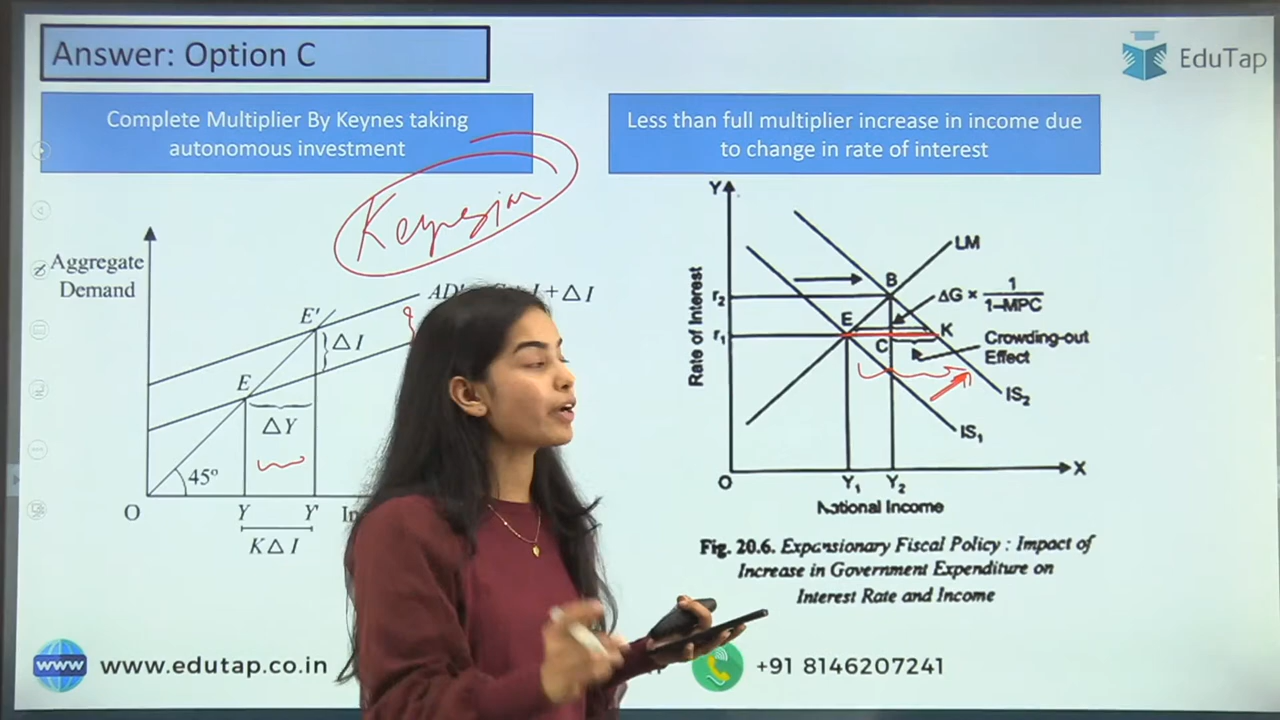 Answer: Option C
EduTap
Complete Multiplier By Keynes taking
autonomous investment
Less than full multiplier increase in income due
to change in rate of interest
Keynesian
Aggregate
Demand
+ΔI
E'
ΔI
E
ΔY
45°
O
Y
Y'
KΔI
Y
Rate of Interest
r₂
r₁
LM
B
ΔG × 1
1–MPC
E
K
C
Crowding-out
Effect
IS₂
IS₁
O
Y₁
Y₂
X
National Income
Fig. 20.6. Expansionary Fiscal Policy : Impact of
Increase in Government Expenditure on
Interest Rate and Income
www
www.edutap.co.in
+91 8146207241